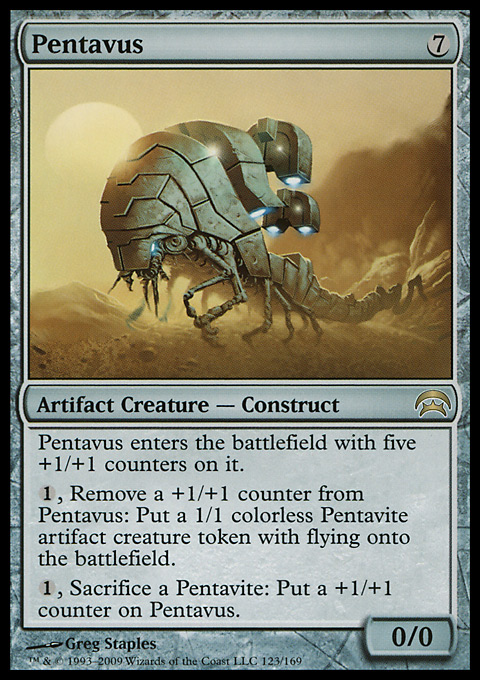 Pentavus 7
Artifact Creature — Construct
Pentavus enters the battlefield with five
+1/+1 counters on it.
1, Remove a +1/+1 counter from
Pentavus: Put a 1/1 colorless Pentavite
artifact creature token with flying onto
the battlefield.
1, Sacrifice a Pentavite: Put a +1/+1
counter on Pentavus.
Greg Staples
0/0
™ & © 1993–2009 Wizards of the Coast LLC 123/169